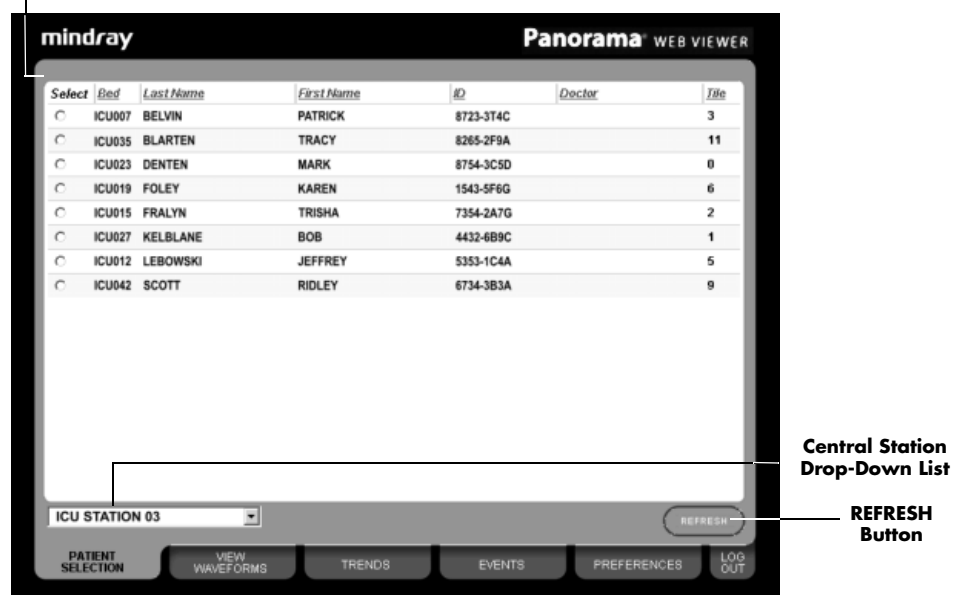 mindray
Panorama WEB VIEWER
Select Bed Last Name First Name ID Doctor Tile
ICU007 BELVIN PATRICK 8723-3T4C 3
ICU035 BLARTEN TRACY 8265-2F9A 11
ICU023 DENTEN MARK 8754-3C5D 0
ICU019 FOLEY KAREN 1543-5F6G 6
ICU015 FRALYN TRISHA 7354-2A7G 2
ICU027 KELBLANE BOB 4432-6B9C 1
ICU012 LEBOWSKI JEFFREY 5353-1C4A 5
ICU042 SCOTT RIDLEY 6734-3B3A 9
Central Station
Drop-Down List
ICU STATION 03
REFRESH
REFRESH
Button
PATIENT
SELECTION
VIEW
WAVEFORMS
TRENDS
EVENTS
PREFERENCES
LOG
OUT